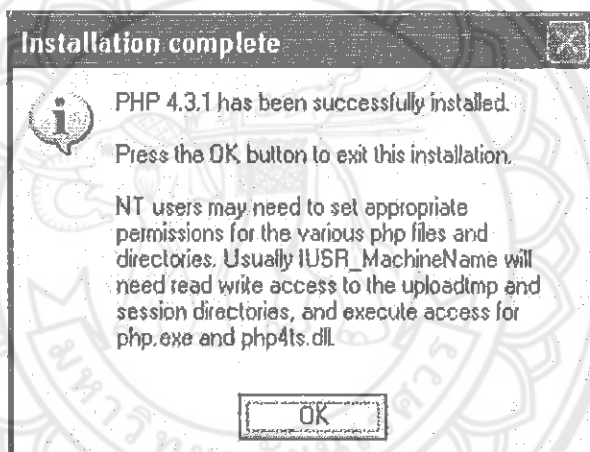 Installation complete
PHP 4.3.1 has been successfully installed.
Press the OK button to exit this installation.
NT users may need to set appropriate
permissions for the various php files and
directories. Usually IUSR_MachineName will
need read write access to the uploadtmp and
session directories, and execute access for
php.exe and php4ts.dll
OK